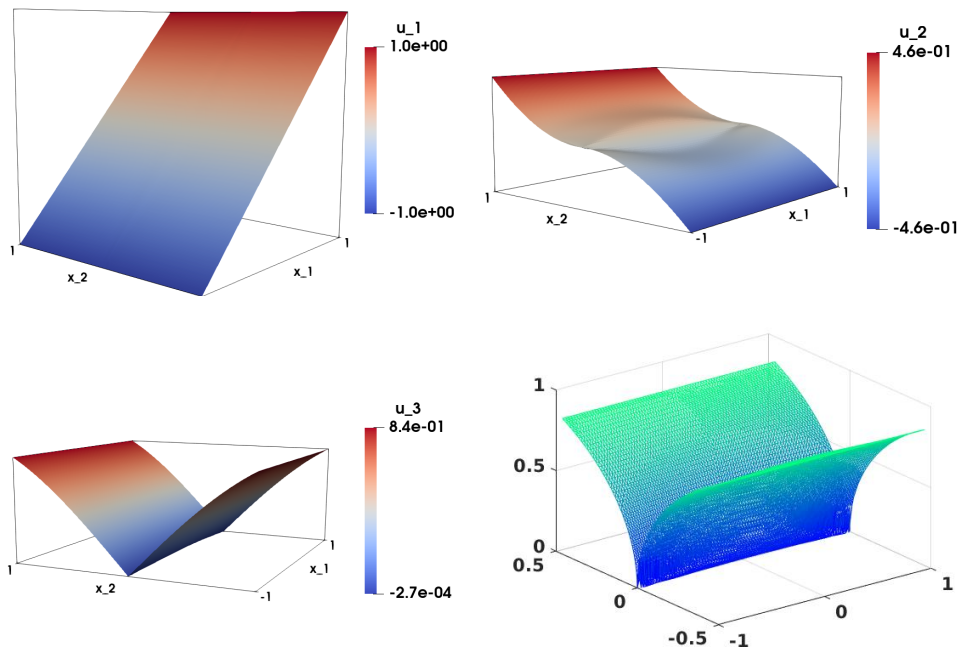 u_1
1.0e+00
-1.0e+00
1
x_2
x_1
1
u_2
4.6e-01
-4.6e-01
1
x_2
-1
x_1
1
u_3
8.4e-01
-2.7e-04
1
x_2
-1
x_1
1
1
0.5
0
0.5
0
-0.5
-1
0
1